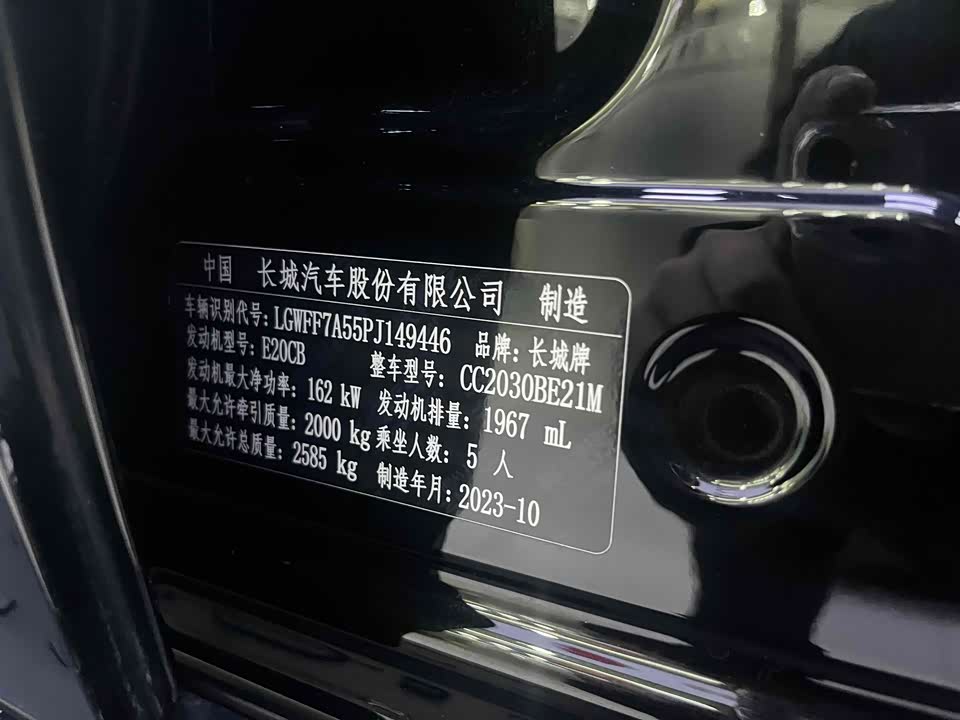 中国 长城汽车股份有限公司 制造
车辆识别代号: LGWFF7A55PJ149446 品牌: 长城牌
发动机型号: E20CB 整车型号: CC2030BE21M
发动机最大净功率: 162 kW 发动机排量: 1967 mL
最大允许牵引质量: 2000 kg 乘坐人数: 5 人
最大允许总质量: 2585 kg 制造年月: 2023-10